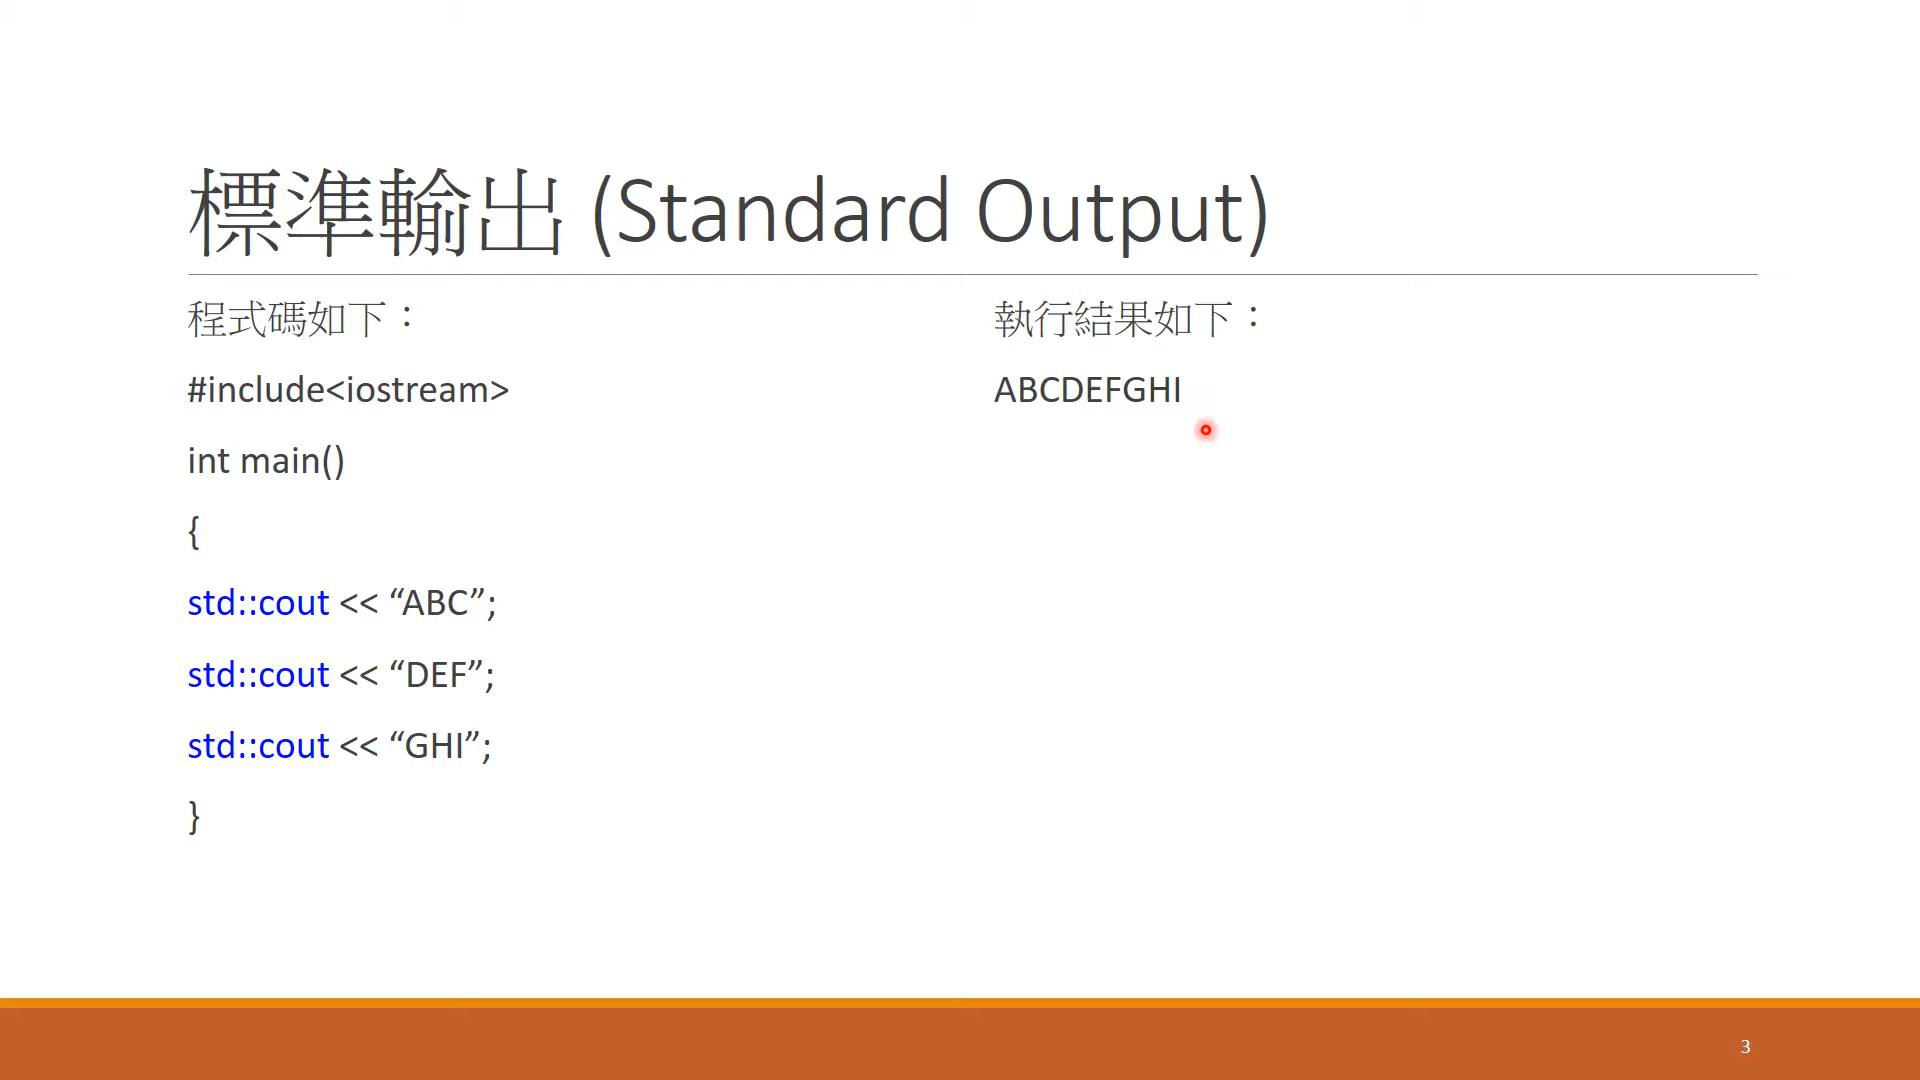 標準輸出 (Standard Output)
程式碼如下：
#include<iostream>
int main()
{
std::cout << “ABC”;
std::cout << “DEF”;
std::cout << “GHI”;
}
執行結果如下：
ABCDEFGHI
3